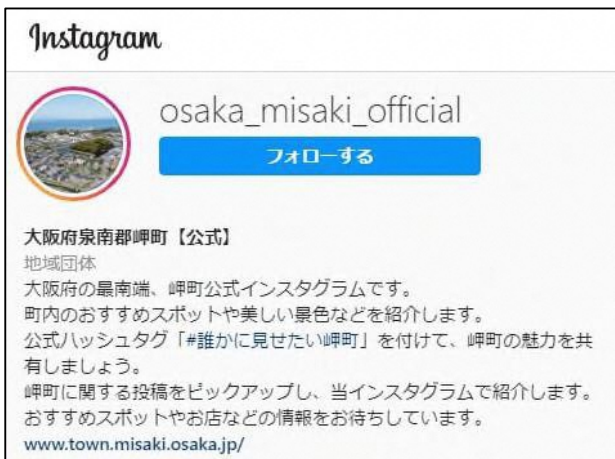 Instagram
osaka_misaki_official
フォローする
大阪府泉南郡岬町【公式】
地域団体
大阪府の最南端、岬町公式インスタグラムです。
町内のおすすめスポットや美しい景色などを紹介します。
公式ハッシュタグ「#誰かに見せたい岬町」を付けて、岬町の魅力を共
有しましょう。
岬町に関する投稿をピックアップし、当インスタグラムで紹介します。
おすすめスポットやお店などの情報をお待ちしています。
www.town.misaki.osaka.jp/